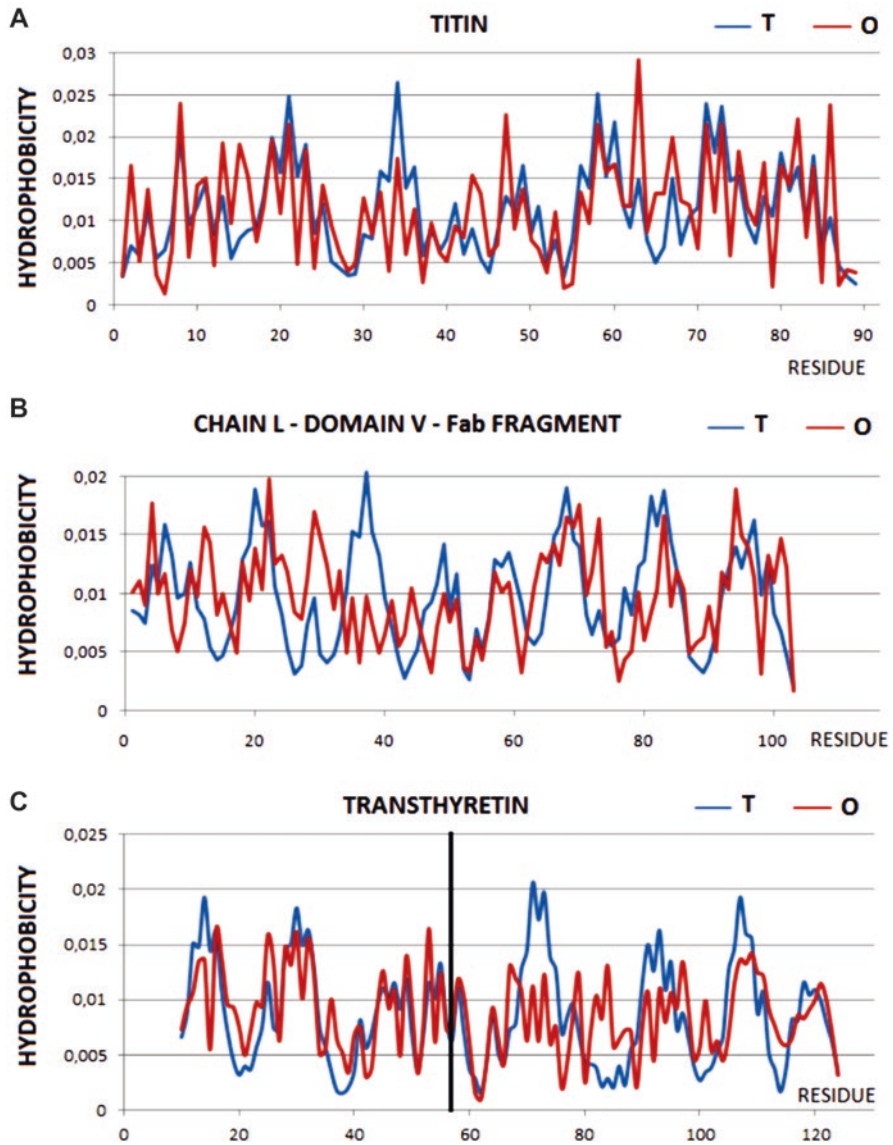 A
TITIN
T
O
HYDROPHOBICITY
0,03
0,025
0,02
0,015
0,01
0,005
0
0 10 20 30 40 50 60 70 80 90
RESIDUE
B
CHAIN L - DOMAIN V - Fab FRAGMENT
T
O
HYDROPHOBICITY
0,02
0,015
0,01
0,005
0
0 20 40 60 80 100 RESIDUE
C
TRANSTHYRETIN
T
O
HYDROPHOBICITY
0,025
0,02
0,015
0,01
0,005
0
RESIDUE
0 20 40 60 80 100 120